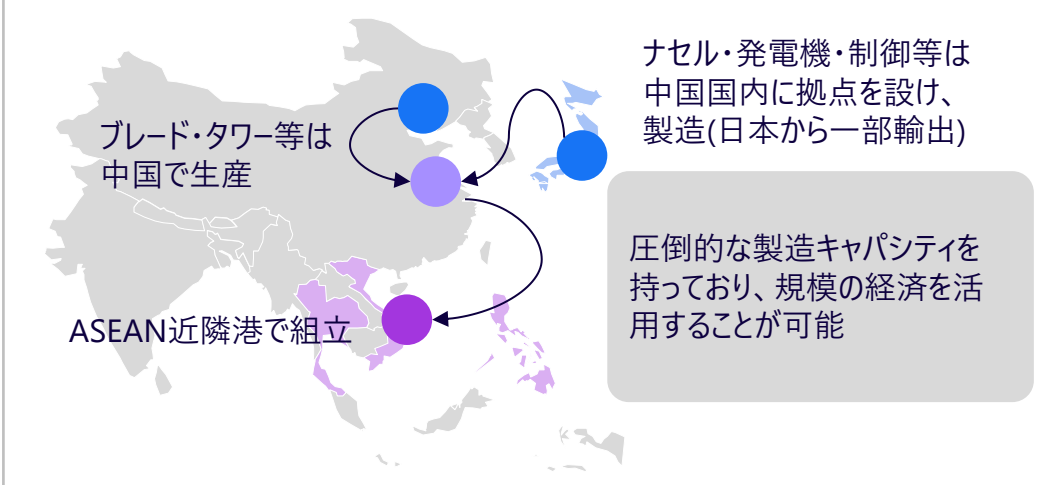 ナセル・発電機・制御等は
中国国内に拠点を設け、
製造(日本から一部輸出)
ブレード・タワー等は
中国で生産
圧倒的な製造キャパシティを
持っており、規模の経済を活
用することが可能
ASEAN近隣港で組立